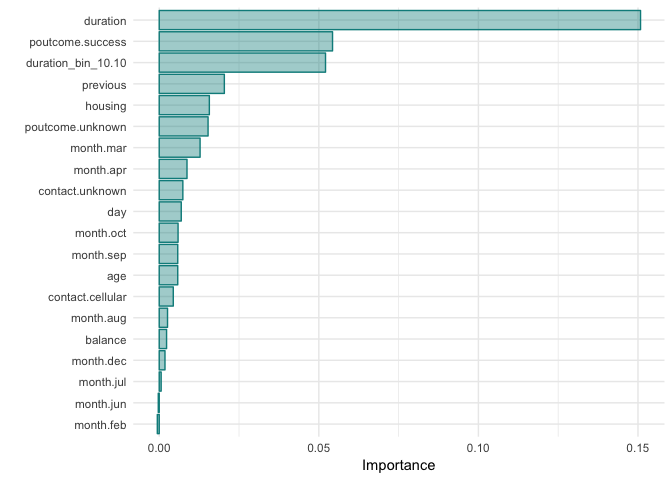 duration
poutcome.success
duration_bin_10.10
previous
housing
poutcome.unknown
month.mar
month.apr
contact.unknown
day
month.oct
month.sep
age
contact.cellular
month.aug
balance
month.dec
month.jul
month.jun
month.feb
0.00 0.05 0.10 0.15
Importance